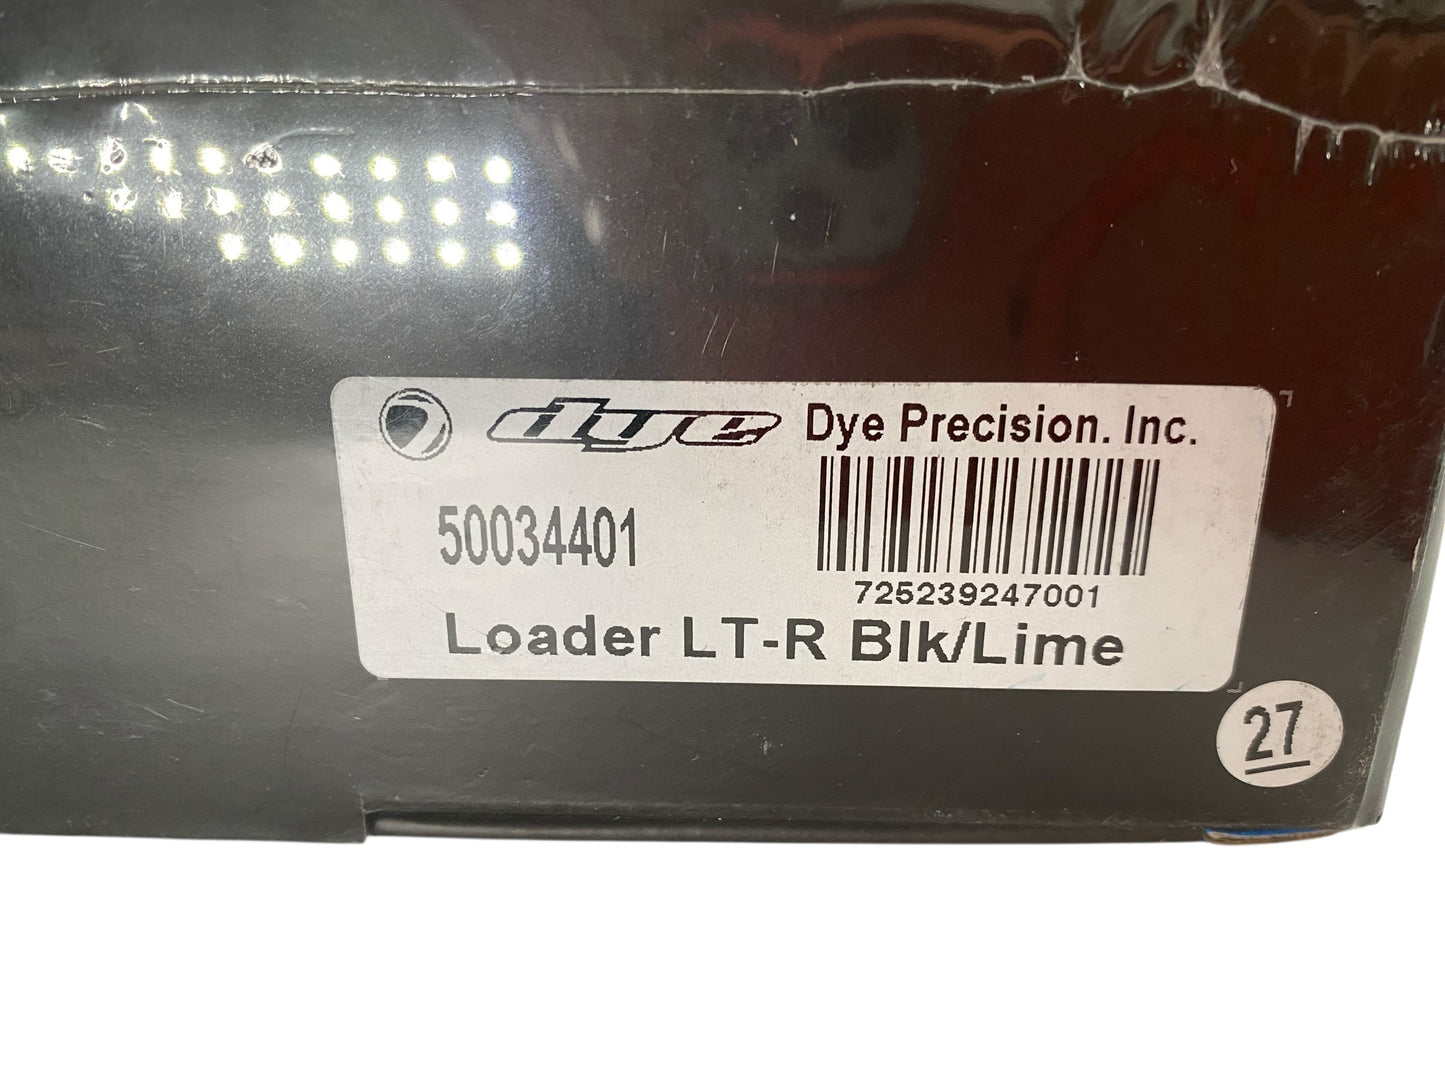 dye Dye Precision. Inc.
50034401
725239247001
Loader LT-R Blk/Lime
27